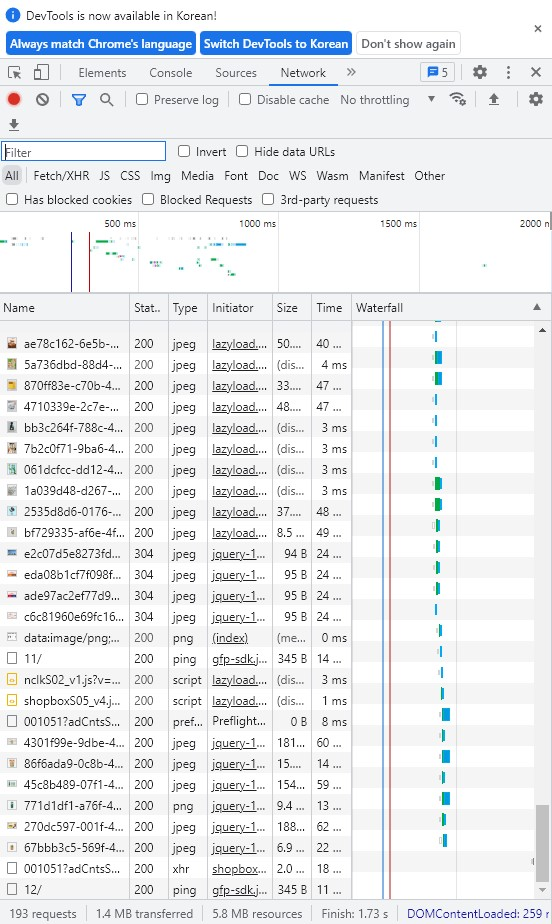 DevTools is now available in Korean!
Always match Chrome's language Switch DevTools to Korean Don't show again
Elements Console Sources Network 5
Preserve log Disable cache No throttling
Filter Invert Hide data URLs
All Fetch/XHR JS CSS Img Media Font Doc WS Wasm Manifest Other
Has blocked cookies Blocked Requests 3rd-party requests
500 ms 1000 ms 1500 ms 2000 n
Name Stat.. Type Initiator Size Time Waterfall
ae78c162-6e5b-... 200 jpeg lazyload.... 50.... 40 ...
5a736dbd-88d4-... 200 jpeg lazyload.... (dis... 4 ms
870ff83e-c70b-4... 200 jpeg lazyload.... 33.... 47 ...
4710339e-2c7e-... 200 jpeg lazyload.... 48.... 47 ...
bb3c264f-788c-4... 200 jpeg lazyload.... (dis... 3 ms
7b2c0f71-9ba6-4... 200 jpeg lazyload.... (dis... 3 ms
061dcfcc-dd12-4... 200 jpeg lazyload.... (dis... 3 ms
1a039d48-d267-... 200 jpeg lazyload.... (dis... 3 ms
2535d8d6-0176-... 200 jpeg lazyload.... 37.... 48 ...
bf729335-af6e-4f... 200 jpeg lazyload.... 8.5 ... 49 ...
e2c07d5e8273fd... 304 jpeg jquery-1... 94 B 24 ...
eda08b1cf7f098f... 304 jpeg jquery-1... 95 B 24 ...
ade97ac2ef77d9... 304 jpeg jquery-1... 95 B 24 ...
c6c81960e69fc16... 304 jpeg jquery-1... 95 B 24 ...
data:image/png;... 200 png (index) (me... 0 ms
11/ 200 ping gfp-sdk.j... 345 B 14 ...
nclkS02_v1.js?v=... 200 script lazyload.... (dis... 3 ms
shopboxS05_v4.j... 200 script lazyload.... (dis... 1 ms
001051?adCntsS... 200 pref... Preflight... 0 B 8 ms
4301f99e-9dbe-4... 200 jpeg jquery-1... 181... 60 ...
86f6ada9-0c8b-4... 200 jpeg jquery-1... 15.... 14 ...
45c8b489-07f1-4... 200 jpeg jquery-1... 154... 59 ...
771d1df1-a76f-4... 200 png jquery-1... 9.4 ... 13 ...
270dc597-001f-4... 200 jpeg jquery-1... 188... 62 ...
67bbb3c5-569f-4... 200 jpeg jquery-1... 6.9 ... 22 ...
001051?adCntsS... 200 xhr shopbox... 2.0 ... 18 ...
12/ 200 ping gfp-sdk.j... 345 B 11 ...
193 requests 1.4 MB transferred 5.8 MB resources Finish: 1.73 s DOMContentLoaded: 259 r